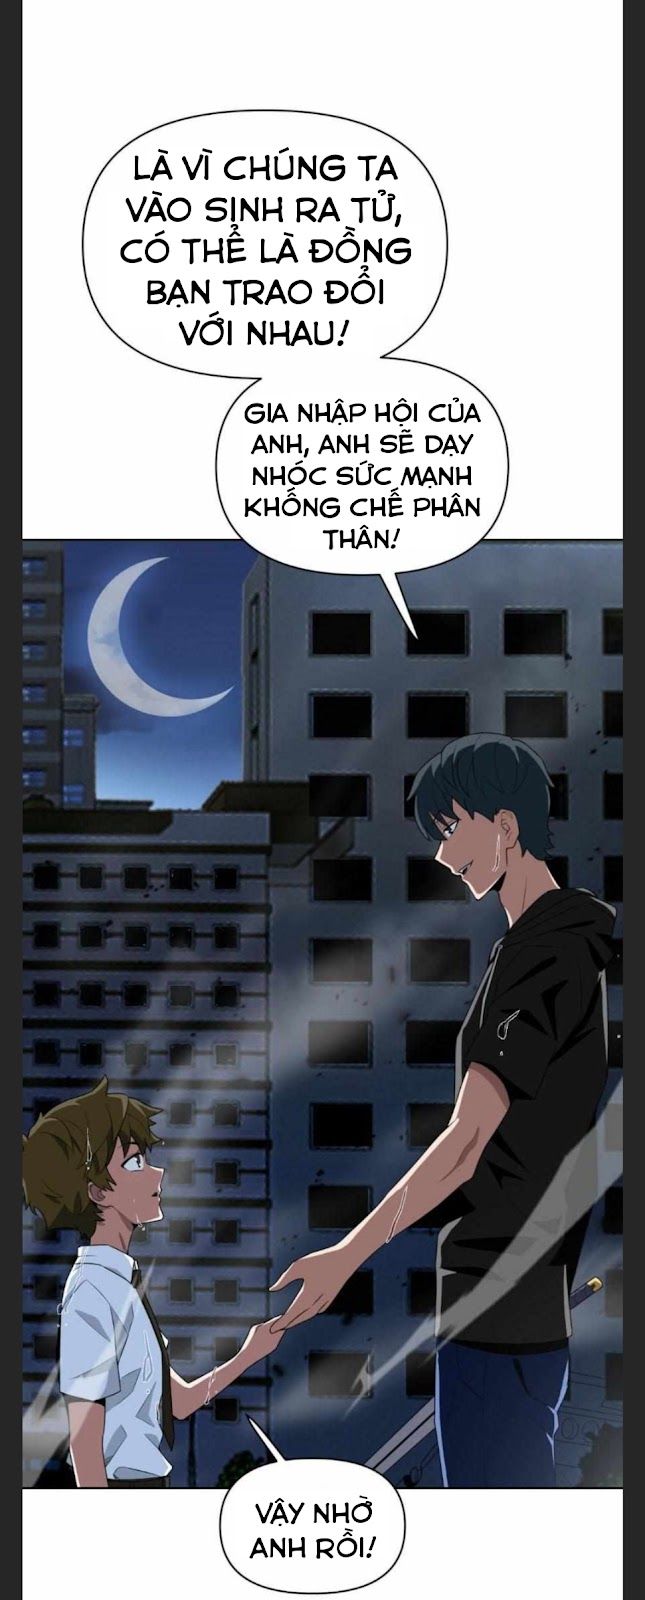 LÀ VÌ CHÚNG TA
VÀO SINH RA TỬ,
CÓ THỂ LÀ ĐỒNG
BẠN TRAO ĐỔI
VỚI NHAU!
GIA NHẬP HỘI CỦA
ANH, ANH SẼ DẠY
NHÓC SỨC MẠNH
KHỐNG CHẾ PHÂN
THÂN!
VẬY NHỜ
ANH RỒI!